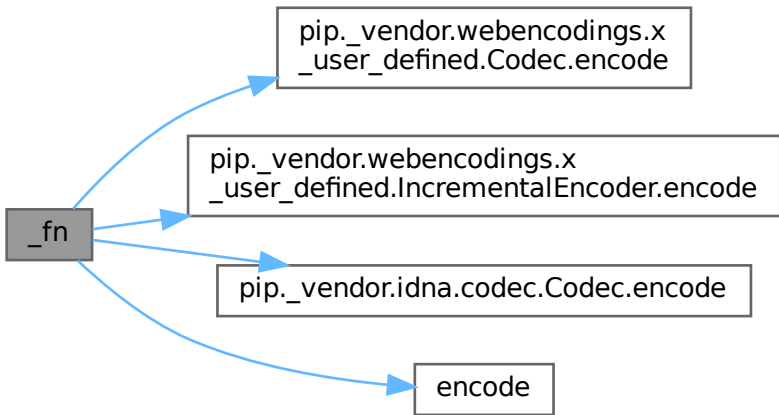 pip._vendor.webencodings.x
_user_defined.Codec.encode
pip._vendor.webencodings.x
_user_defined.IncrementalEncoder.encode
_fn
pip._vendor.idna.codec.Codec.encode
encode